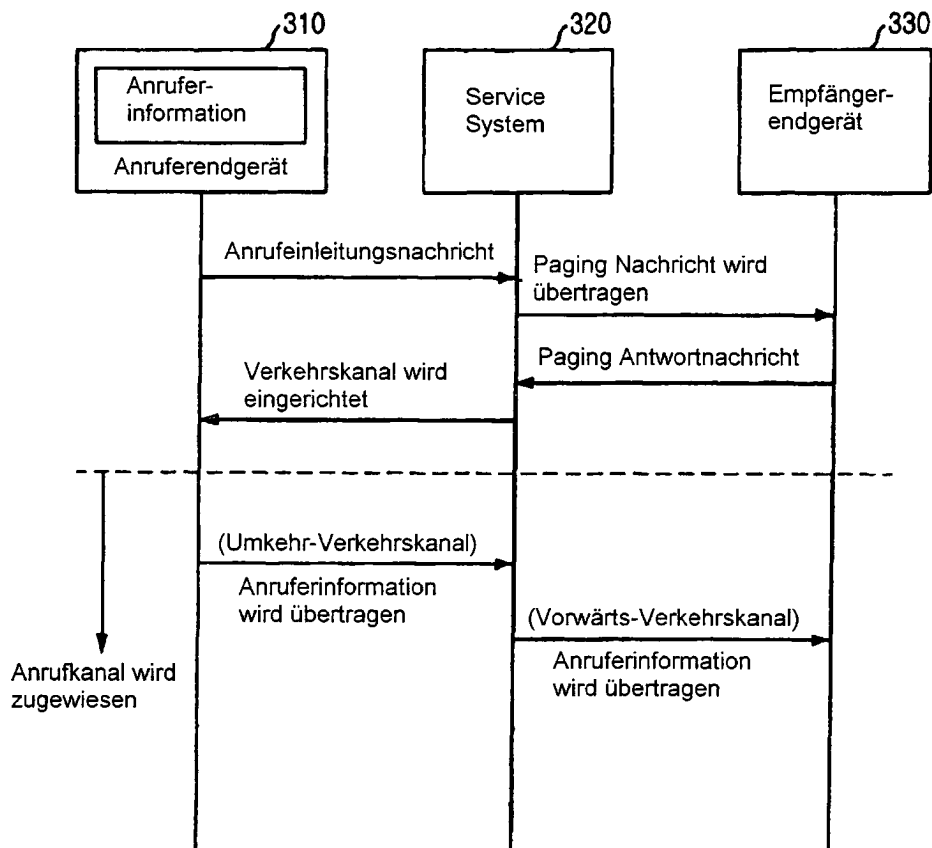 310
320
330
Anrufer-
information
Anruferendgerät
Service
System
Empfänger-
endgerät
Anrufeinleitungsnachricht
Paging Nachricht wird
übertragen
Paging Antwortnachricht
Verkehrskanal wird
eingerichtet
(Umkehr-Verkehrskanal)
Anruferinformation
wird übertragen
(Vorwärts-Verkehrskanal)
Anruferinformation
wird übertragen
Anrufkanal wird
zugewiesen